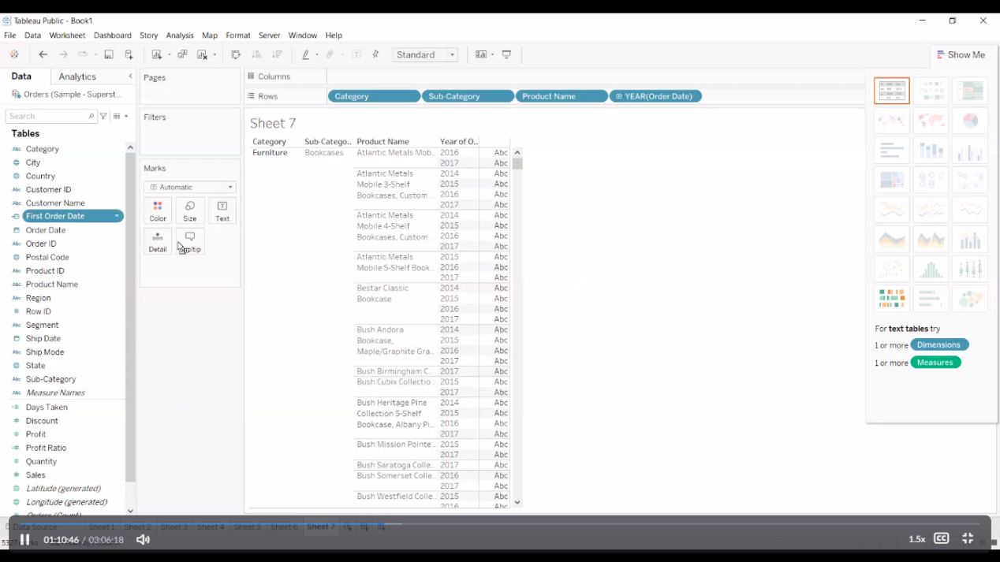 Tableau Public - Book1
File Data Worksheet Dashboard Story Analysis Map Format Server Window Help
Standard
Show Me
Data Analytics
Orders (Sample - Superst...
Search
Tables
Abc Category
City
Country
Abc Customer ID
Abc Customer Name
First Order Date
Order Date
Abc Order ID
Postal Code
Abc Product ID
Abc Product Name
Abc Region
Row ID
Abc Segment
Ship Date
Abc Ship Mode
State
Abc Sub-Category
Abc Measure Names
Days Taken
Discount
Profit
Profit Ratio
Quantity
Sales
Latitude (generated)
Longitude (generated)
Orders (Count)
Pages
Filters
Marks
Automatic
Color Size Text
Detail
Columns
Rows Category Sub-Category Product Name YEAR(Order Date)
Sheet 7
Category Sub-Catego.. Product Name Year of O..
Furniture Bookcases Atlantic Metals Mob.. 2016 Abc
2017 Abc
Atlantic Metals 2014 Abc
Mobile 3-Shelf 2015 Abc
Bookcases, Custom .. 2016 Abc
2017 Abc
Atlantic Metals 2014 Abc
Mobile 4-Shelf 2015 Abc
Bookcases, Custom .. 2016 Abc
2017 Abc
Atlantic Metals 2015 Abc
Mobile 5-Shelf Book.. 2016 Abc
2017 Abc
Bestar Classic 2014 Abc
Bookcase 2015 Abc
2016 Abc
2017 Abc
Bush Andora 2014 Abc
Bookcase, 2015 Abc
Maple/Graphite Gra.. 2016 Abc
2017 Abc
Bush Birmingham C.. 2017 Abc
Bush Cubix Collectio.. 2015 Abc
2017 Abc
Bush Heritage Pine 2014 Abc
Collection 5-Shelf 2015 Abc
Bookcase, Albany Pi.. 2016 Abc
2017 Abc
Bush Mission Pointe.. 2015 Abc
2017 Abc
Bush Saratoga Colle.. 2017 Abc
Bush Somerset Colle.. 2016 Abc
2017 Abc
Bush Westfield Colle.. 2015 Abc
2016 Abc
For text tables try
1 or more Dimensions
1 or more Measures
Data Source Sheet 1 Sheet 2 Sheet 3 Sheet 4 Sheet 5 Sheet 6 Sheet 7
01:10:46 / 03:06:18
1.5x
CC